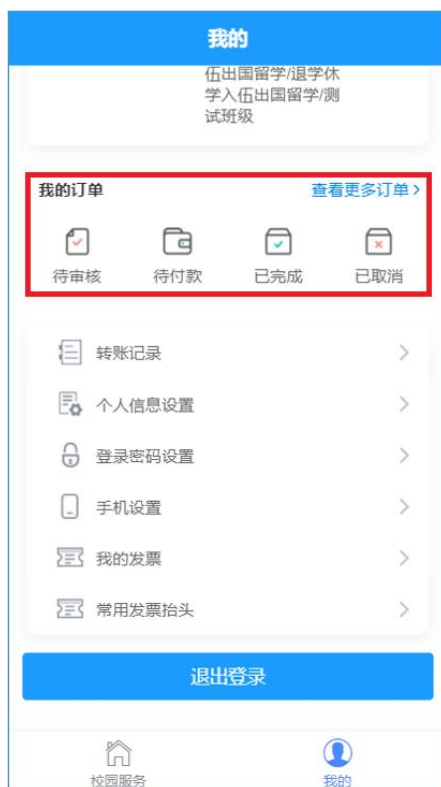 我的
伍出国留学/退学休
学入伍出国留学/测
试班级
我的订单 查看更多订单
待审核 待付款 已完成 已取消
转账记录
个人信息设置
登录密码设置
手机设置
我的发票
常用发票抬头
退出登录
校园服务 我的